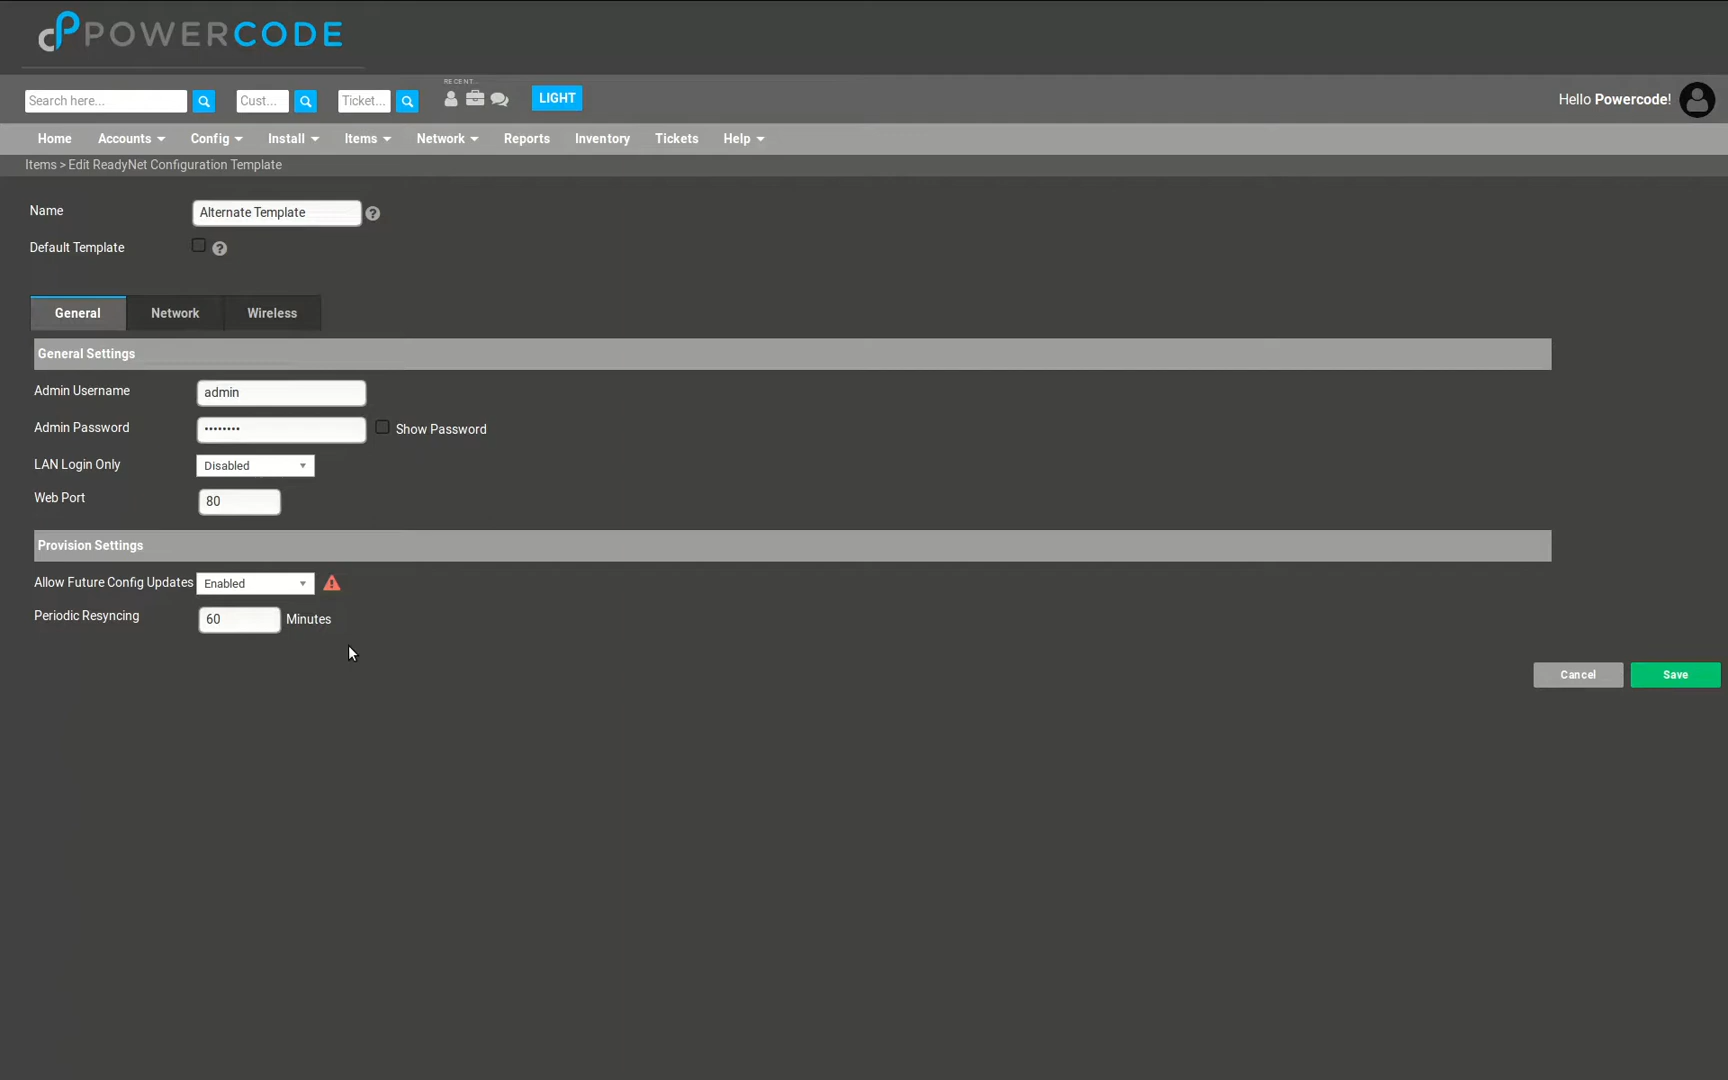 POWERCODE
RECENT...
Search here... Cust... Ticket... LIGHT Hello Powercode!
Home Accounts Config Install Items Network Reports Inventory Tickets Help
Items > Edit ReadyNet Configuration Template
Name Alternate Template ?
Default Template ?
General Network Wireless
General Settings
Admin Username admin
Admin Password •••••••• Show Password
LAN Login Only Disabled
Web Port 80
Provision Settings
Allow Future Config Updates Enabled
Periodic Resyncing 60 Minutes
Cancel Save